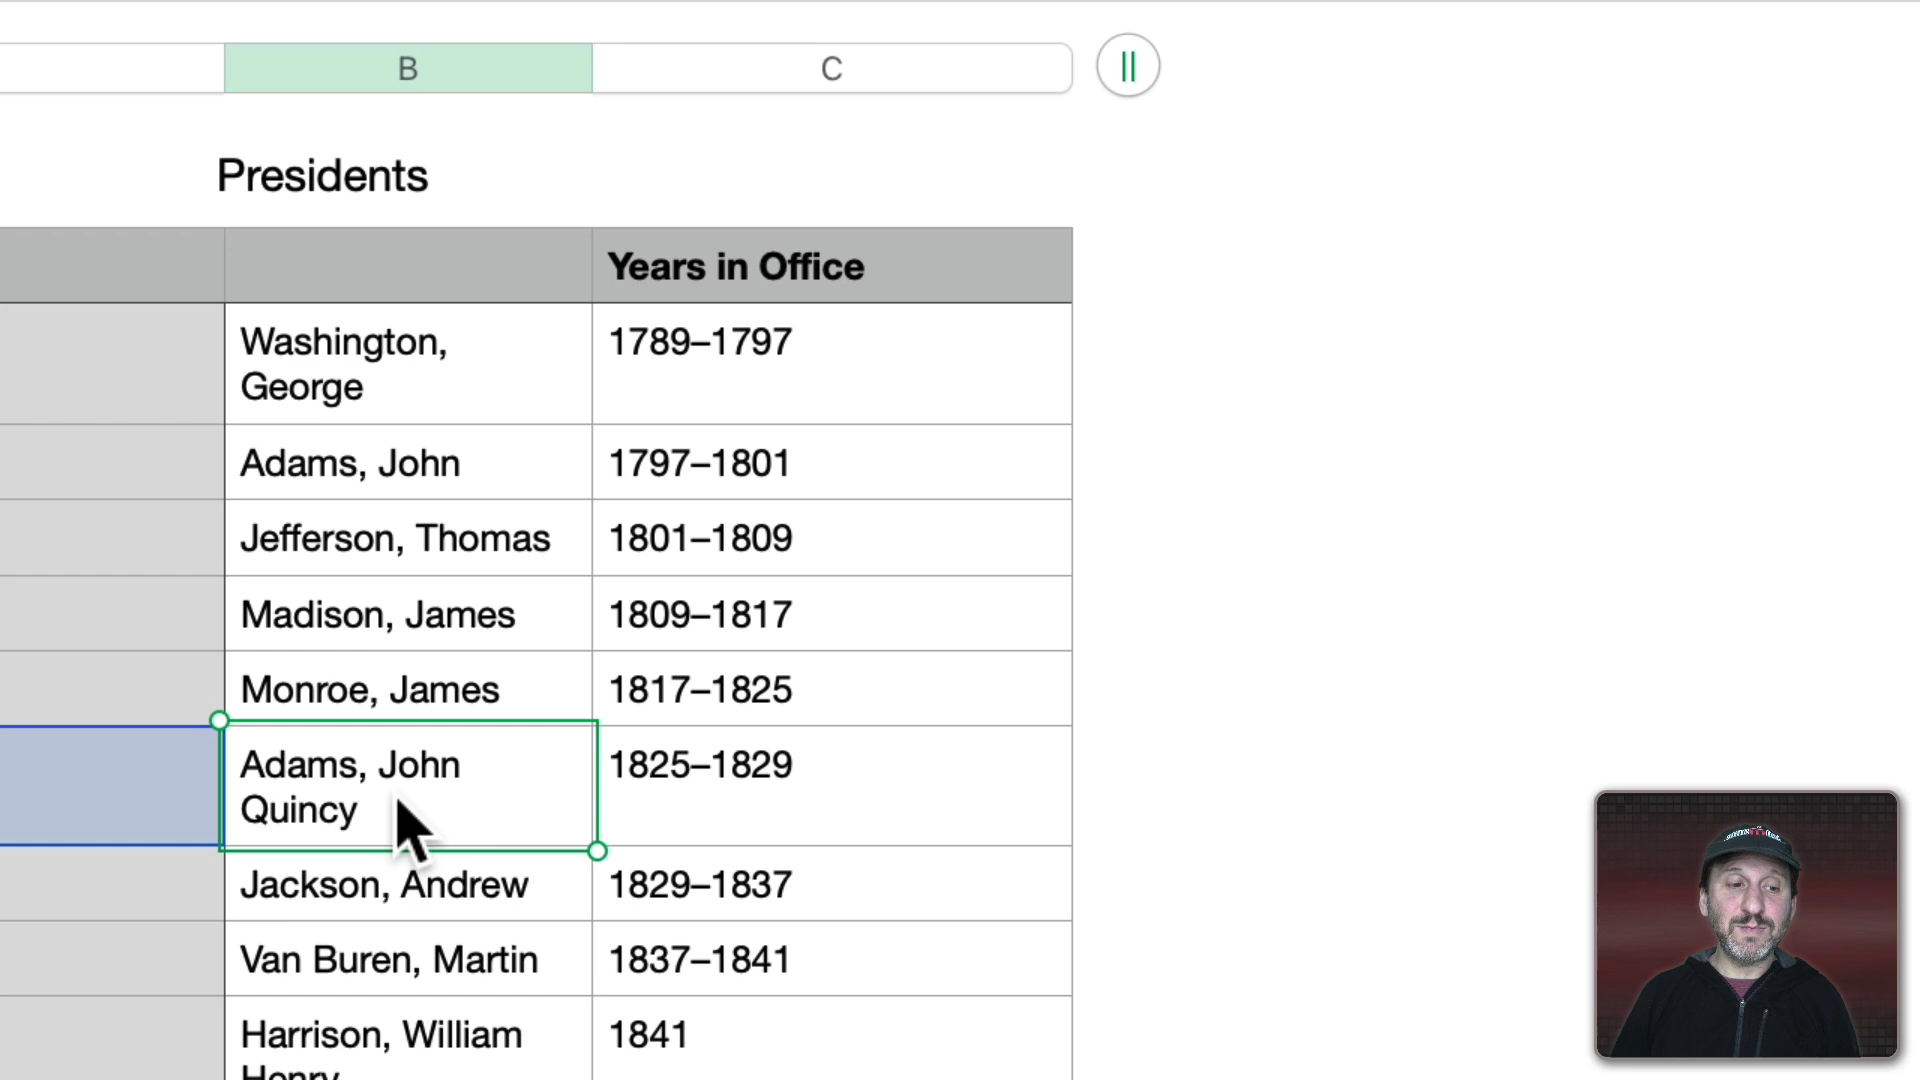 B
C
Presidents
Years in Office
Washington,
George
1789–1797
Adams, John
1797–1801
Jefferson, Thomas
1801–1809
Madison, James
1809–1817
Monroe, James
1817–1825
Adams, John
Quincy
1825–1829
Jackson, Andrew
1829–1837
Van Buren, Martin
1837–1841
Harrison, William
Henry
1841